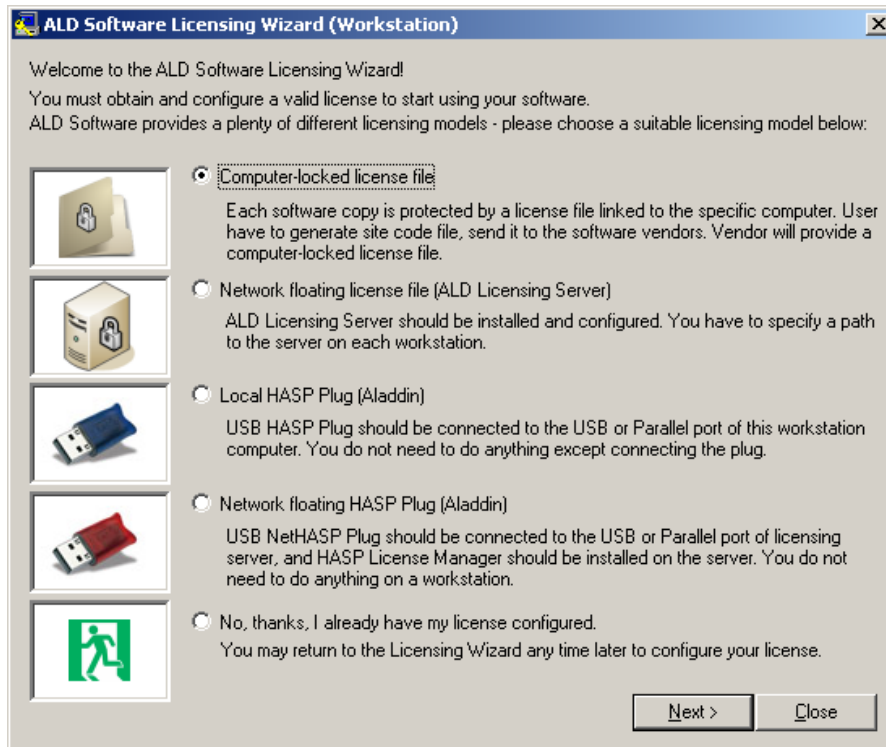 ALD Software Licensing Wizard (Workstation)
Welcome to the ALD Software Licensing Wizard!
You must obtain and configure a valid license to start using your software.
ALD Software provides a plenty of different licensing models - please choose a suitable licensing model below:
Computer-locked license file
Each software copy is protected by a license file linked to the specific computer. User
have to generate site code file, send it to the software vendors. Vendor will provide a
computer-locked license file.
Network floating license file (ALD Licensing Server)
ALD Licensing Server should be installed and configured. You have to specify a path
to the server on each workstation.
Local HASP Plug (Aladdin)
USB HASP Plug should be connected to the USB or Parallel port of this workstation
computer. You do not need to do anything except connecting the plug.
Network floating HASP Plug (Aladdin)
USB NetHASP Plug should be connected to the USB or Parallel port of licensing
server, and HASP License Manager should be installed on the server. You do not
need to do anything on a workstation.
No, thanks, I already have my license configured.
You may return to the Licensing Wizard any time later to configure your license.
Next >
Close